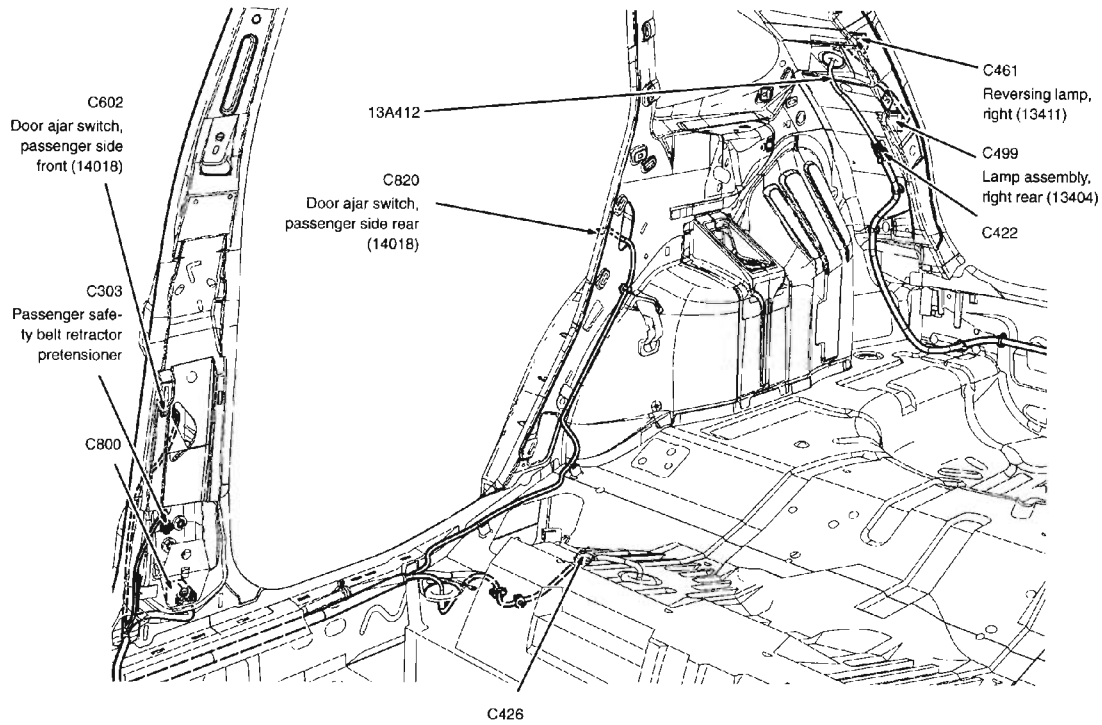 C602
Door ajar switch,
passenger side
front (14018)
C303
Passenger safe-
ty belt retractor
pretensioner
C800
13A412
C820
Door ajar switch,
passenger side rear
(14018)
C461
Reversing lamp,
right (13411)
C499
Lamp assembly,
right rear (13404)
C422
C426